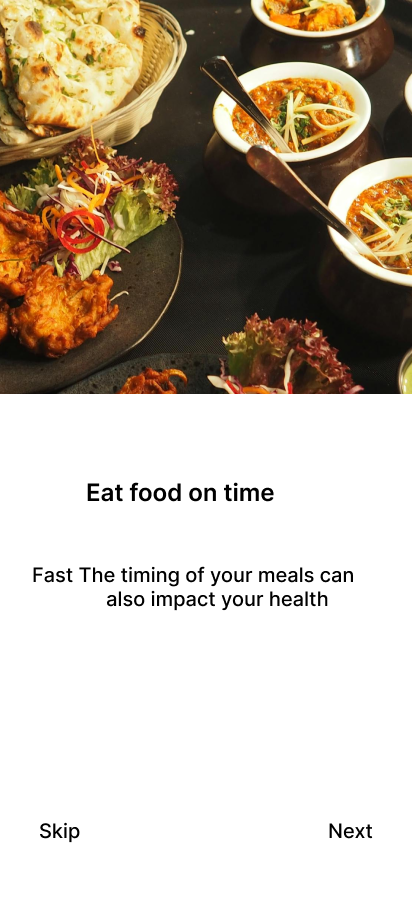 Eat food on time
Fast The timing of your meals can
also impact your health
Skip
Next